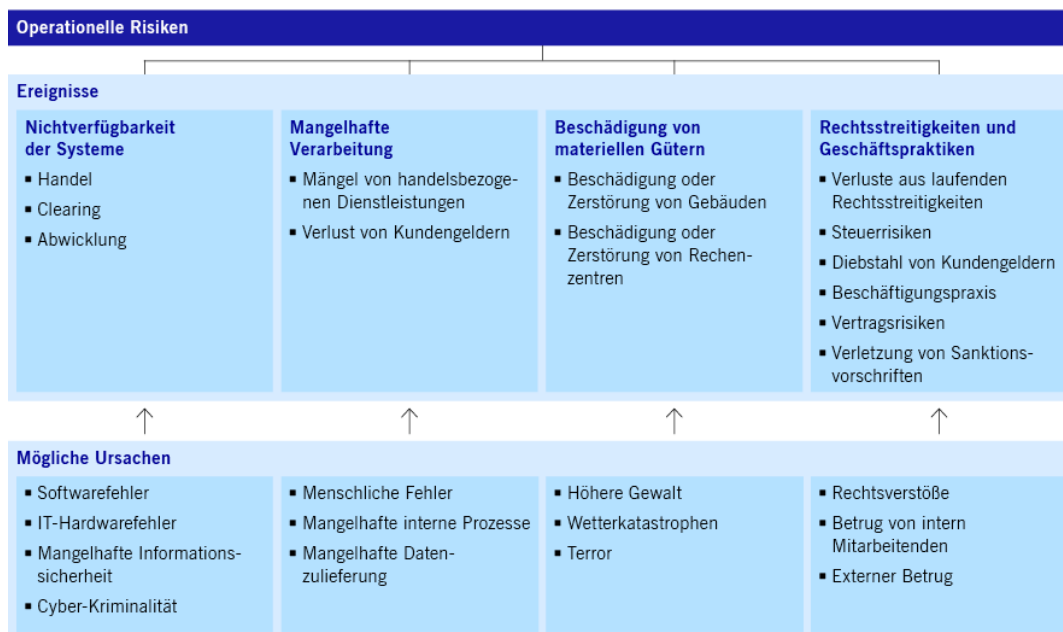 Operationelle Risiken
Ereignisse
Nichtverfügbarkeit
der Systeme
▪ Handel
▪ Clearing
▪ Abwicklung
Mangelhafte
Verarbeitung
▪ Mängel von handelsbezoge-
nen Dienstleistungen
▪ Verlust von Kundengeldern
Beschädigung von
materiellen Gütern
▪ Beschädigung oder
Zerstörung von Gebäuden
▪ Beschädigung oder
Zerstörung von Rechen-
zentren
Rechtsstreitigkeiten und
Geschäftspraktiken
▪ Verluste aus laufenden
Rechtsstreitigkeiten
▪ Steuerrisiken
▪ Diebstahl von Kundengeldern
▪ Beschäftigungspraxis
▪ Vertragsrisiken
▪ Verletzung von Sanktions-
vorschriften
Mögliche Ursachen
▪ Softwarefehler
▪ IT-Hardwarefehler
▪ Mangelhafte Informations-
sicherheit
▪ Cyber-Kriminalität
▪ Menschliche Fehler
▪ Mangelhafte interne Prozesse
▪ Mangelhafte Daten-
zulieferung
▪ Höhere Gewalt
▪ Wetterkatastrophen
▪ Terror
▪ Rechtsverstöße
▪ Betrug von intern
Mitarbeitenden
▪ Externer Betrug